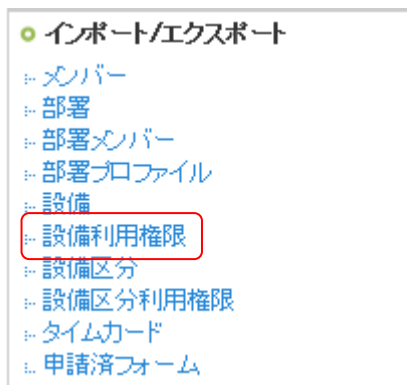 インポート/エクスポート
メンバー
部署
部署メンバー
部署プロファイル
設備
設備利用権限
設備区分
設備区分利用権限
タイムカード
申請済フォーム